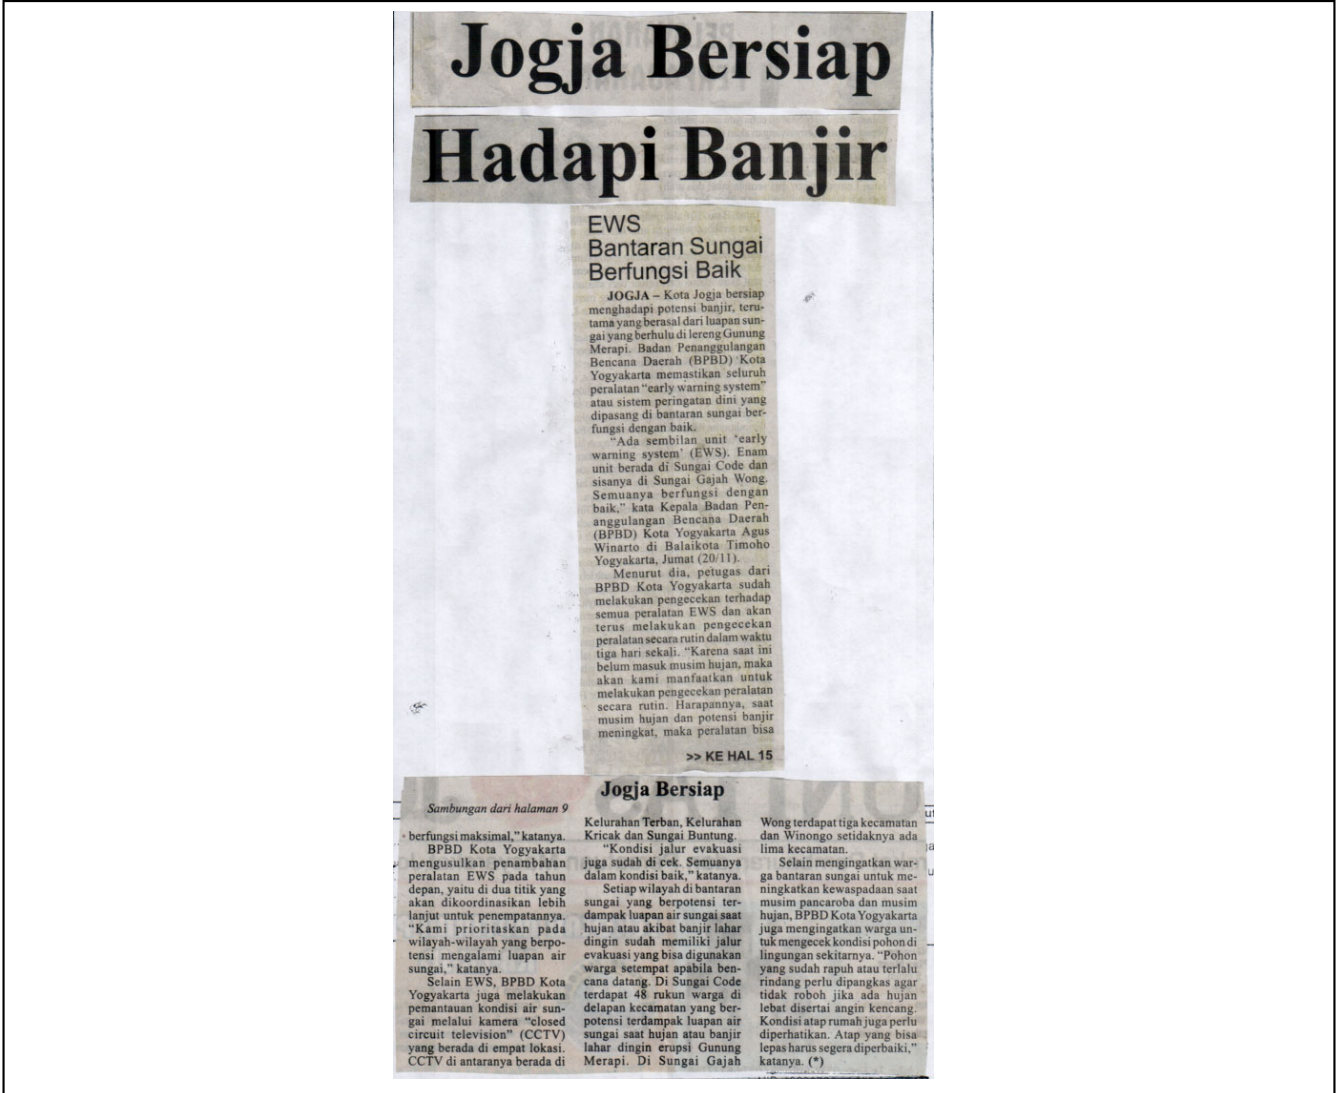 Jogja Bersiap
Hadapi Banjir
EWS
Bantaran Sungai
Berfungsi Baik
JOGJA – Kota Jogja bersiap
menghadapi potensi banjir, teru-
tama yang berasal dari luapan sun-
gai yang berhulu di lereng Gunung
Merapi. Badan Penanggulangan
Bencana Daerah (BPBD) Kota
Yogyakarta memastikan seluruh
peralatan “early warning system”
atau sistem peringatan dini yang
dipasang di bantaran sungai ber-
fungsi dengan baik.
“Ada sembilan unit ‘early
warning system’ (EWS). Enam
unit berada di Sungai Code dan
sisanya di Sungai Gajah Wong.
Semuanya berfungsi dengan
baik,” kata Kepala Badan Pen-
anggulangan Bencana Daerah
(BPBD) Kota Yogyakarta Agus
Winarto di Balaikota Timoho
Yogyakarta, Jumat (20/11).
Menurut dia, petugas dari
BPBD Kota Yogyakarta sudah
melakukan pengecekan terhadap
semua peralatan EWS dan akan
terus melakukan pengecekan
peralatan secara rutin dalam waktu
tiga hari sekali. “Karena saat ini
belum masuk musim hujan, maka
akan kami manfaatkan untuk
melakukan pengecekan peralatan
secara rutin. Harapannya, saat
musim hujan dan potensi banjir
meningkat, maka peralatan bisa
>> KE HAL 15
Jogja Bersiap
Sambungan dari halaman 9
berfungsi maksimal,” katanya.
BPBD Kota Yogyakarta
mengusulkan penambahan
peralatan EWS pada tahun
depan, yaitu di dua titik yang
akan dikoordinasikan lebih
lanjut untuk penempatannya.
“Kami prioritaskan pada
wilayah-wilayah yang berpo-
tensi mengalami luapan air
sungai,” katanya.
Selain EWS, BPBD Kota
Yogyakarta juga melakukan
pemantauan kondisi air sun-
gai melalui kamera “closed
circuit television” (CCTV)
yang berada di empat lokasi.
CCTV di antaranya berada di
Kelurahan Terban, Kelurahan
Kricak dan Sungai Buntung.
“Kondisi jalur evakuasi
juga sudah di cek. Semuanya
dalam kondisi baik,” katanya.
Setiap wilayah di bantaran
sungai yang berpotensi ter-
dampak luapan air sungai saat
hujan atau akibat banjir lahar
dingin sudah memiliki jalur
evakuasi yang bisa digunakan
warga setempat apabila ben-
cana datang. Di Sungai Code
terdapat 48 rukun warga di
delapan kecamatan yang ber-
potensi terdampak luapan air
sungai saat hujan atau banjir
lahar dingin erupsi Gunung
Merapi. Di Sungai Gajah
Wong terdapat tiga kecamatan
dan Winongo setidaknya ada
lima kecamatan.
Selain mengingatkan war-
ga bantaran sungai untuk me-
ningkatkan kewaspadaan saat
musim pancaroba dan musim
hujan, BPBD Kota Yogyakarta
juga mengingatkan warga un-
tuk mengecek kondisi pohon di
lingungan sekitarnya. “Pohon
yang sudah rapuh atau terlalu
rindang perlu dipangkas agar
tidak roboh jika ada hujan
lebat disertai angin kencang.
Kondisi atap rumah juga perlu
diperhatikan. Atap yang bisa
lepas harus segera diperbaiki,”
katanya. (*)